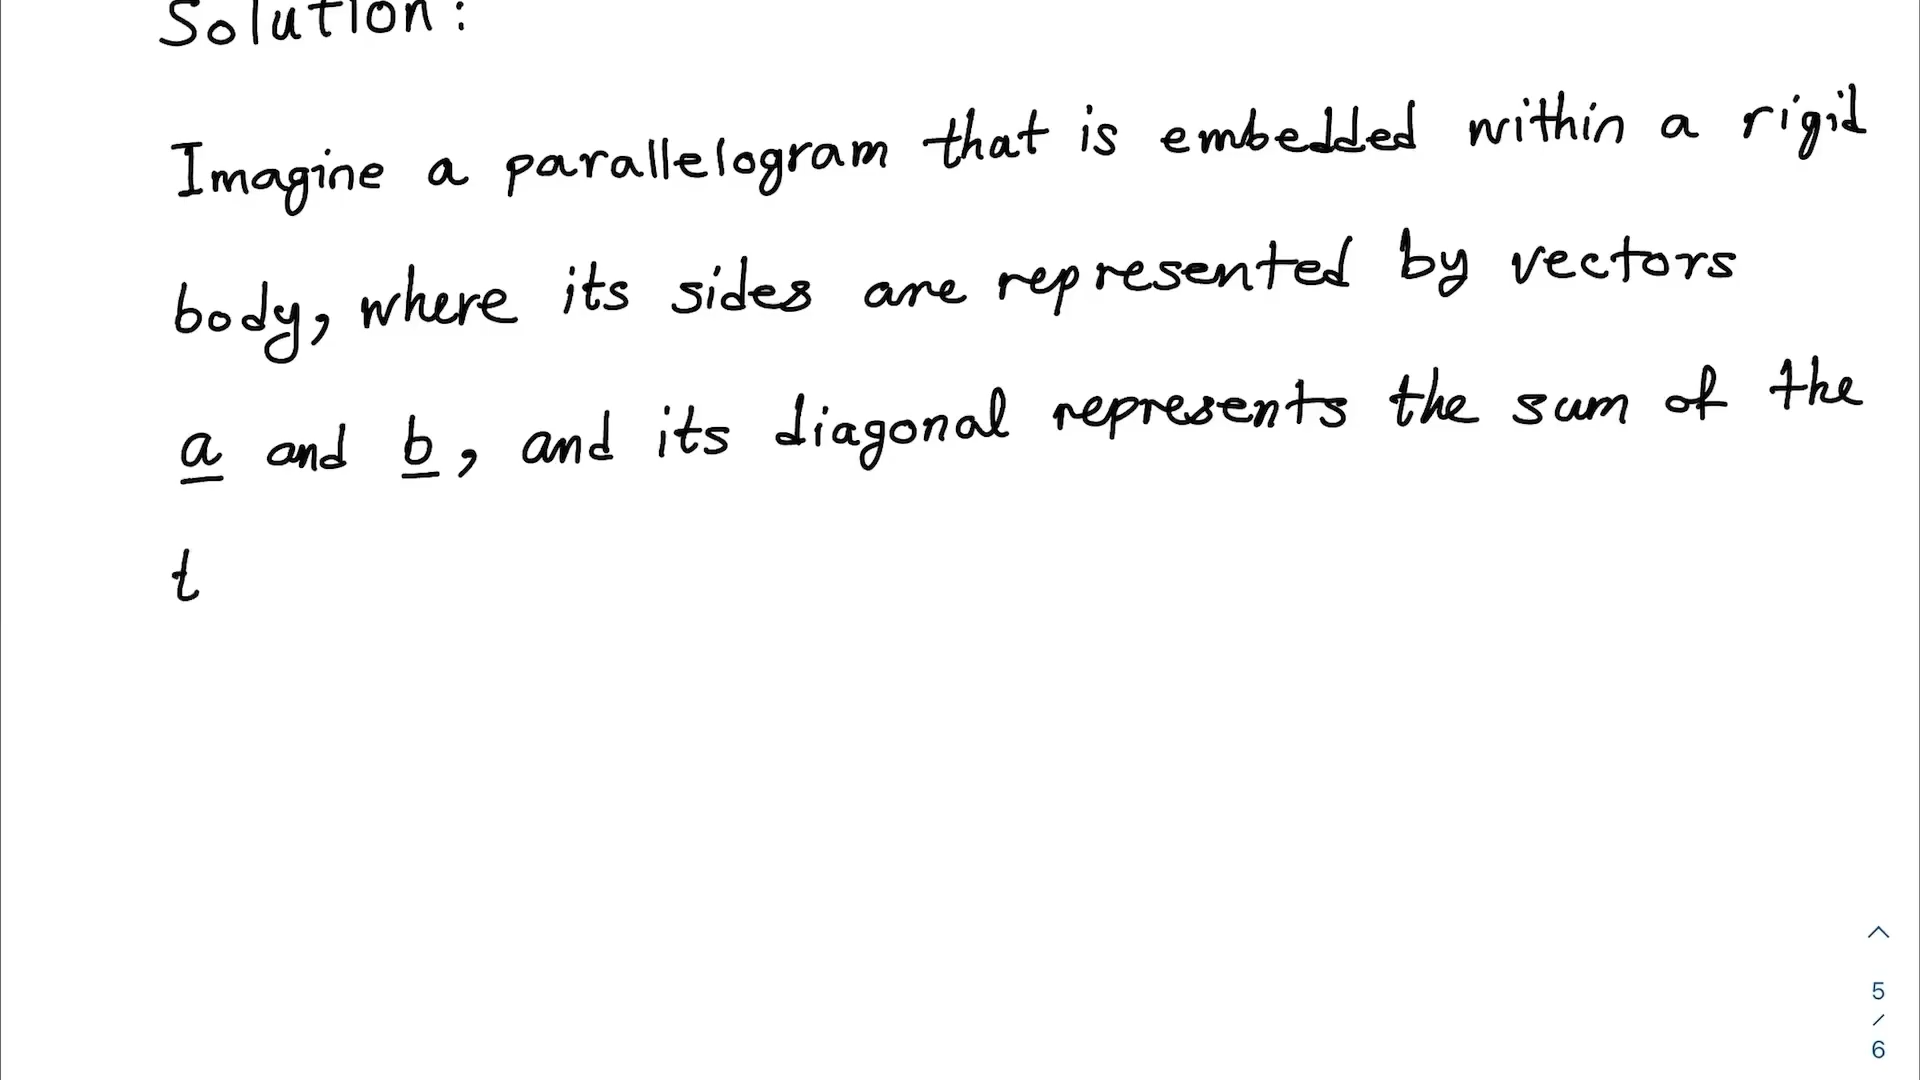 Solution:
Imagine a parallelogram that is embedded within a rigid
body, where its sides are represented by vectors
a and b, and its diagonal represents the sum of the
t
5
/
6